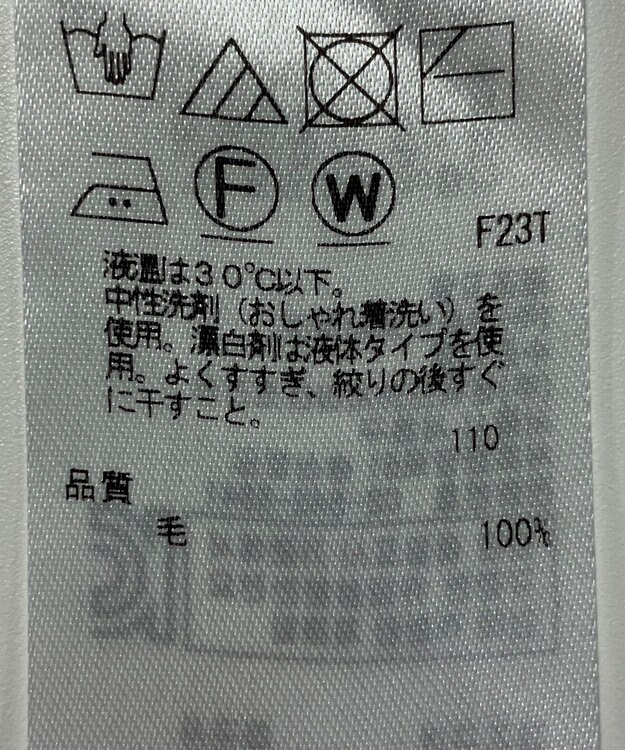 F
W
F23T
液温は30℃以下。
中性洗剤(おしゃれ着洗い)を
使用。漂白剤は液体タイプを使
用。よくすすぎ、絞りの後すぐ
に干すこと。
110
品質
毛 100%